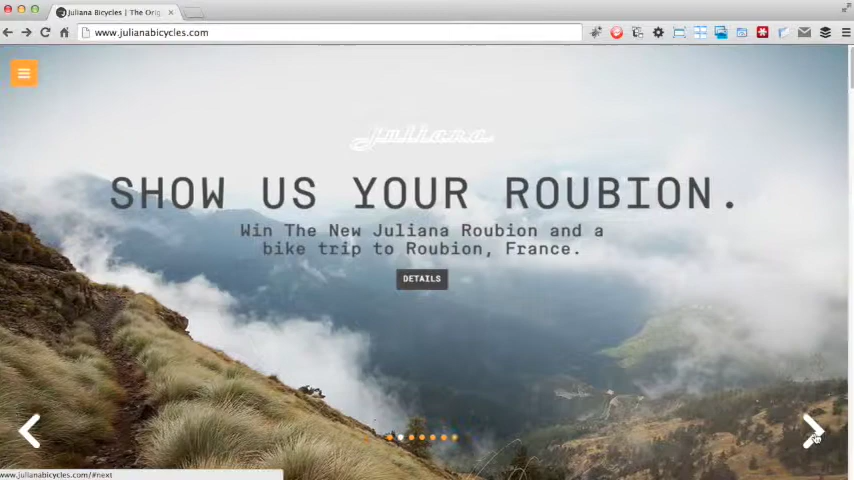 Juliana Bicycles | The Orig
www.julianabicycles.com
juliana
SHOW US YOUR ROUBION.
Win The New Juliana Roubion and a
bike trip to Roubion, France.
DETAILS
www.julianabicycles.com/#next